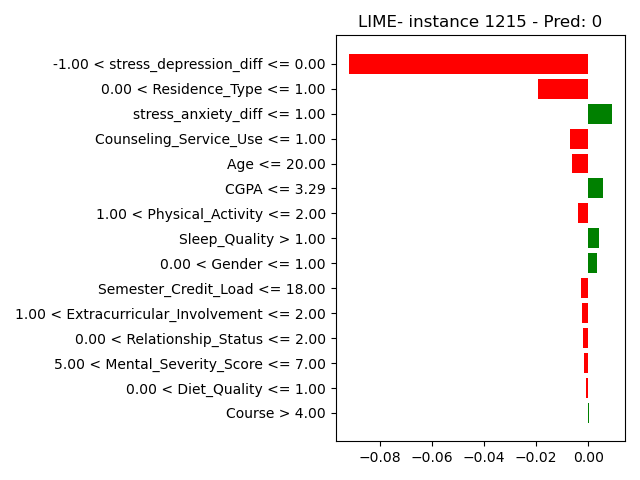 LIME- instance 1215 - Pred: 0
-1.00 < stress_depression_diff <= 0.00
0.00 < Residence_Type <= 1.00
stress_anxiety_diff <= 1.00
Counseling_Service_Use <= 1.00
Age <= 20.00
CGPA <= 3.29
1.00 < Physical_Activity <= 2.00
Sleep_Quality > 1.00
0.00 < Gender <= 1.00
Semester_Credit_Load <= 18.00
1.00 < Extracurricular_Involvement <= 2.00
0.00 < Relationship_Status <= 2.00
5.00 < Mental_Severity_Score <= 7.00
0.00 < Diet_Quality <= 1.00
Course > 4.00
−0.08 −0.06 −0.04 −0.02 0.00